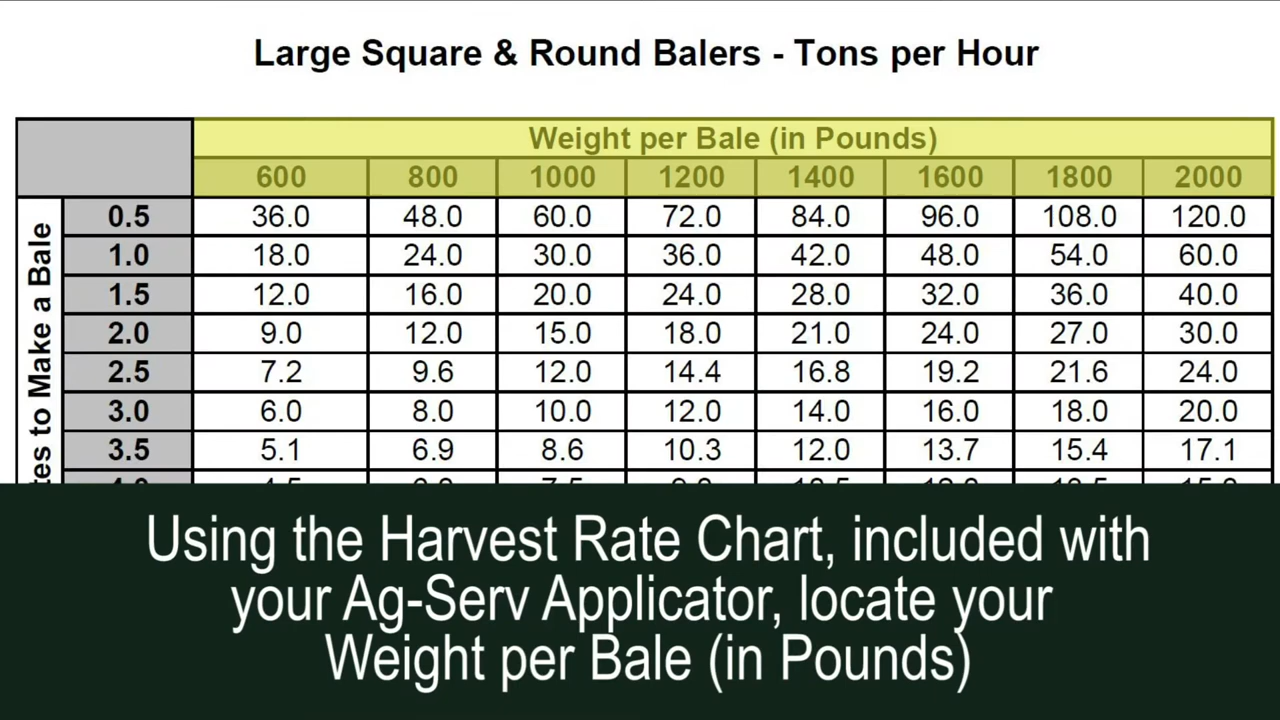 Large Square & Round Balers - Tons per Hour
Weight per Bale (in Pounds)
600 800 1000 1200 1400 1600 1800 2000
to Make a Bale
0.5 36.0 48.0 60.0 72.0 84.0 96.0 108.0 120.0
1.0 18.0 24.0 30.0 36.0 42.0 48.0 54.0 60.0
1.5 12.0 16.0 20.0 24.0 28.0 32.0 36.0 40.0
2.0 9.0 12.0 15.0 18.0 21.0 24.0 27.0 30.0
2.5 7.2 9.6 12.0 14.4 16.8 19.2 21.6 24.0
3.0 6.0 8.0 10.0 12.0 14.0 16.0 18.0 20.0
3.5 5.1 6.9 8.6 10.3 12.0 13.7 15.4 17.1
Using the Harvest Rate Chart, included with
your Ag-Serv Applicator, locate your
Weight per Bale (in Pounds)